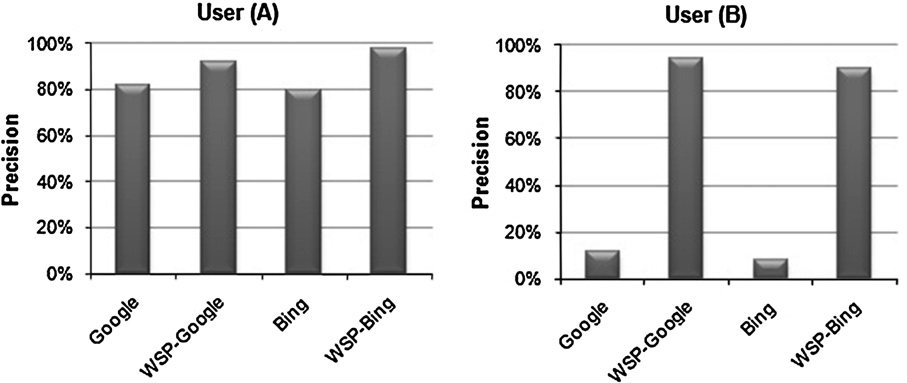 User (A)
Precision
100%
80%
60%
40%
20%
0%
Google
WSP-Google
Bing
WSP-Bing
User (B)
Precision
100%
80%
60%
40%
20%
0%
Google
WSP-Google
Bing
WSP-Bing